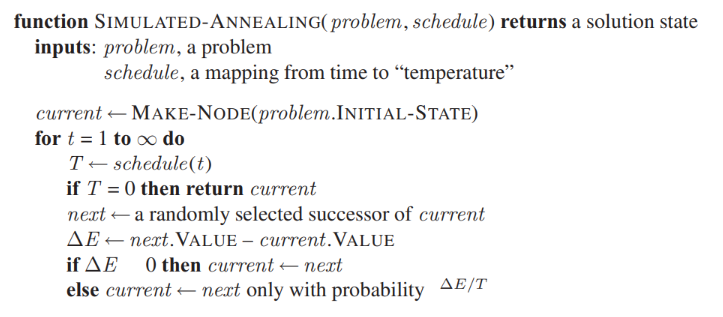 function SIMULATED-ANNEALING(problem, schedule) returns a solution state
inputs: problem, a problem
schedule, a mapping from time to “temperature”
current ← MAKE-NODE(problem.INITIAL-STATE)
for t = 1 to ∞ do
T ← schedule(t)
if T = 0 then return current
next ← a randomly selected successor of current
ΔE ← next.VALUE – current.VALUE
if ΔE 0 then current ← next
else current ← next only with probability ΔE/T